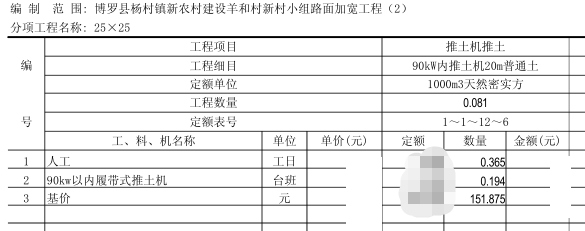 编 制 范 围: 博罗县杨村镇新农村建设羊和村新村小组路面加宽工程（2）
分项工程名称: 25×25
编
号
工程项目 推土机推土
工程细目 90kW内推土机20m普通土
定额单位 1000m3天然密实方
工程数量 0.081
定额表号 1～1～12～6
工、料、机名称 单位 单价(元) 定额 数量 金额(元)
1 人工 工日 0.365
2 90kw以内履带式推土机 台班 0.194
3 基价 元 151.875